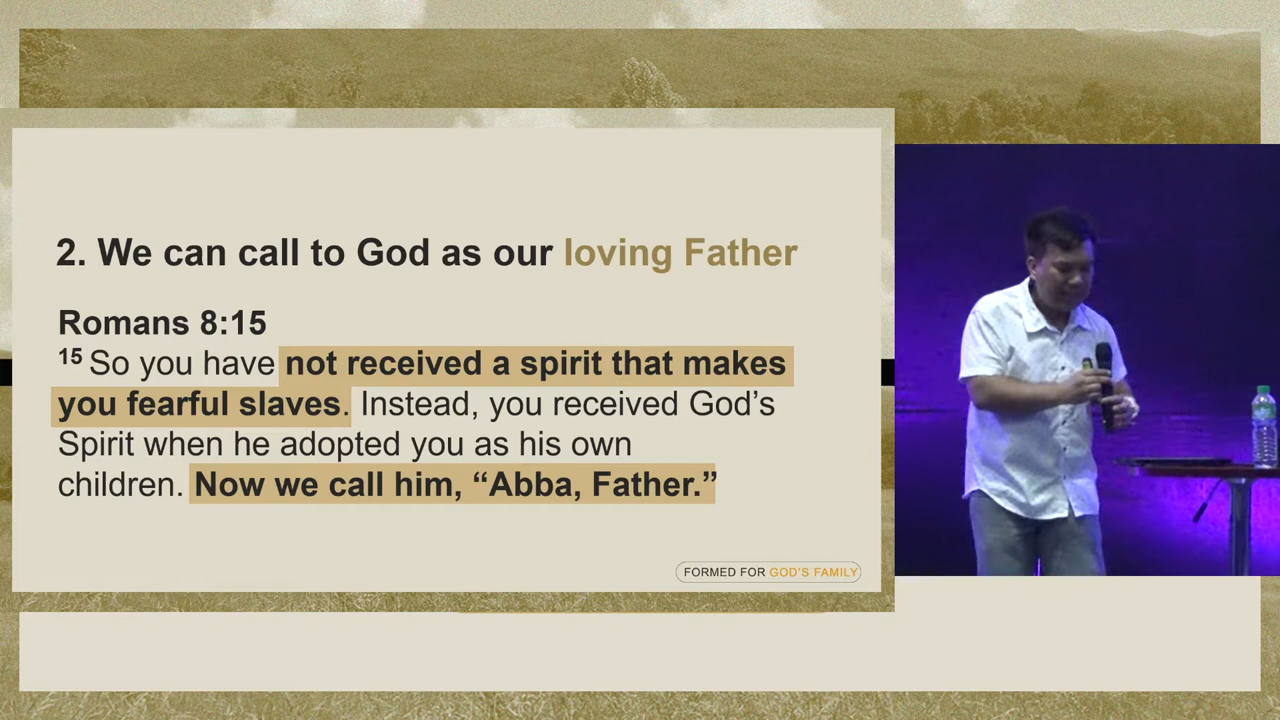 2. We can call to God as our loving Father
Romans 8:15
15 So you have not received a spirit that makes
you fearful slaves. Instead, you received God’s
Spirit when he adopted you as his own
children. Now we call him, “Abba, Father.”
FORMED FOR GOD'S FAMILY